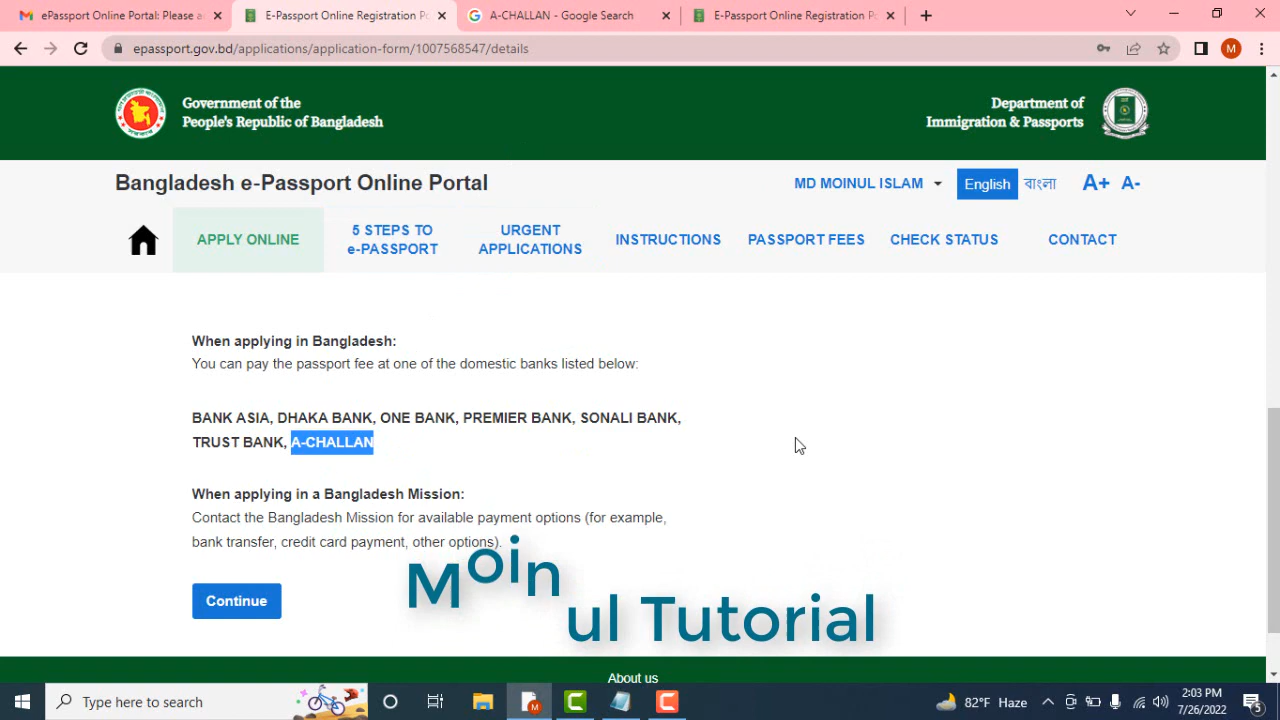 ePassport Online Portal: Please a
E-Passport Online Registration Po
A-CHALLAN - Google Search
E-Passport Online Registration Po
epassport.gov.bd/applications/application-form/1007568547/details
M
Government of the
People's Republic of Bangladesh
Department of
Immigration & Passports
Bangladesh e-Passport Online Portal
MD MOINUL ISLAM
English
বাংলা
A+
A-
APPLY ONLINE
5 STEPS TO
e-PASSPORT
URGENT
APPLICATIONS
INSTRUCTIONS
PASSPORT FEES
CHECK STATUS
CONTACT
When applying in Bangladesh:
You can pay the passport fee at one of the domestic banks listed below:
BANK ASIA, DHAKA BANK, ONE BANK, PREMIER BANK, SONALI BANK,
TRUST BANK, A-CHALLAN
When applying in a Bangladesh Mission:
Contact the Bangladesh Mission for available payment options (for example,
bank transfer, credit card payment, other options).
Continue
Moinul Tutorial
About us
Type here to search
82°F Haze
2:03 PM
7/26/2022
5